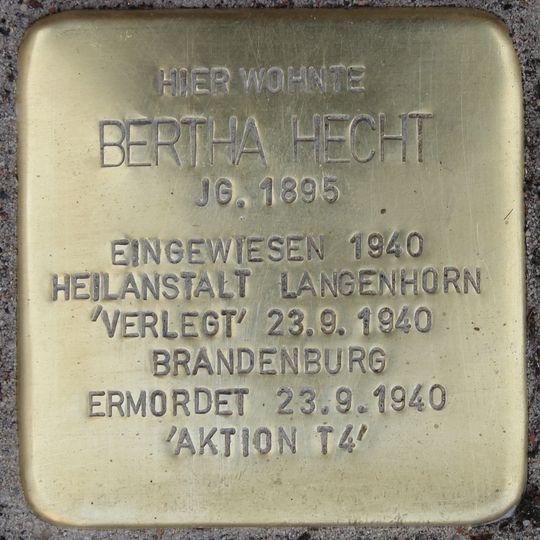 HIER WOHNTE
BERTHA HECHT
JG. 1895
EINGEWIESEN 1940
HEILANSTALT LANGENHORN
'VERLEGT' 23.9.1940
BRANDENBURG
ERMORDET 23.9.1940
'AKTION T4'